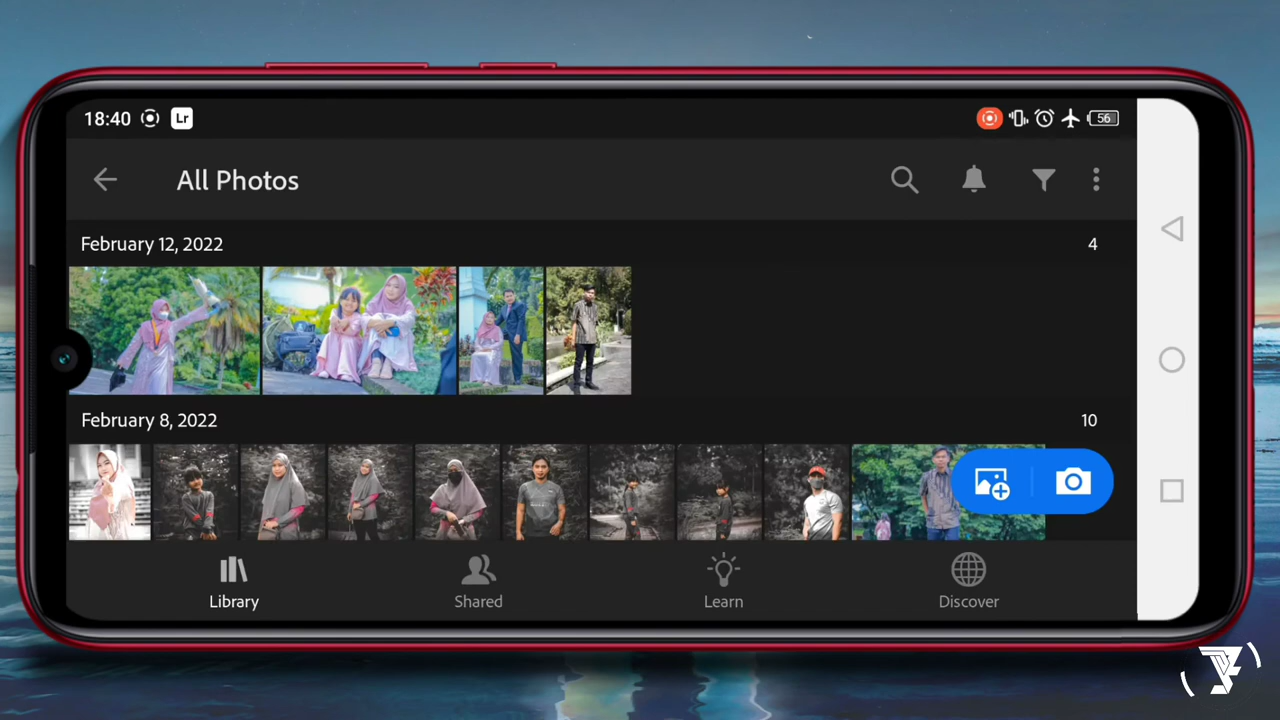 18:40 Lr 56
All Photos
February 12, 2022 4
February 8, 2022 10
Library Shared Learn Discover